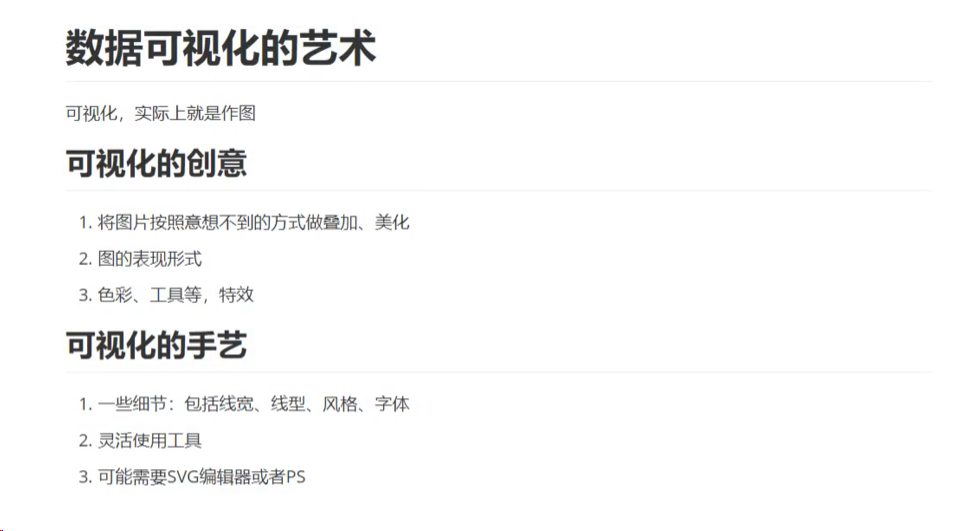 数据可视化的艺术
可视化，实际上就是作图
可视化的创意
1. 将图片按照意想不到的方式做叠加、美化
2. 图的表现形式
3. 色彩、工具等，特效
可视化的手艺
1. 一些细节：包括线宽、线型、风格、字体
2. 灵活使用工具
3. 可能需要SVG编辑器或者PS